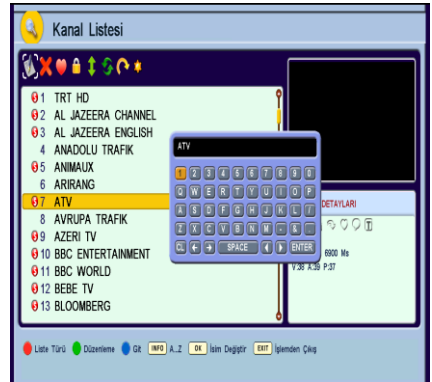 Kanal Listesi
1 TRT HD
2 AL JAZEERA CHANNEL
3 AL JAZEERA ENGLISH
4 ANADOLU TRAFIK
5 ANIMAUX
6 ARIRANG
7 ATV
8 AVRUPA TRAFIK
9 AZERI TV
10 BBC ENTERTAINMENT
11 BBC WORLD
12 BEBE TV
13 BLOOMBERG
ATV
1 2 3 4 5 6 7 8 9 0
Q W E R T Y U I O P
A S D F G H J K L /
Z X C V B N M - & .
CL SPACE ENTER
DETAYLARI
6900 Ms
V:38 A:39 P:37
Liste Türü Düzenleme Git INFO A...Z OK İsim Değiştir EXIT İşlemden Çıkış